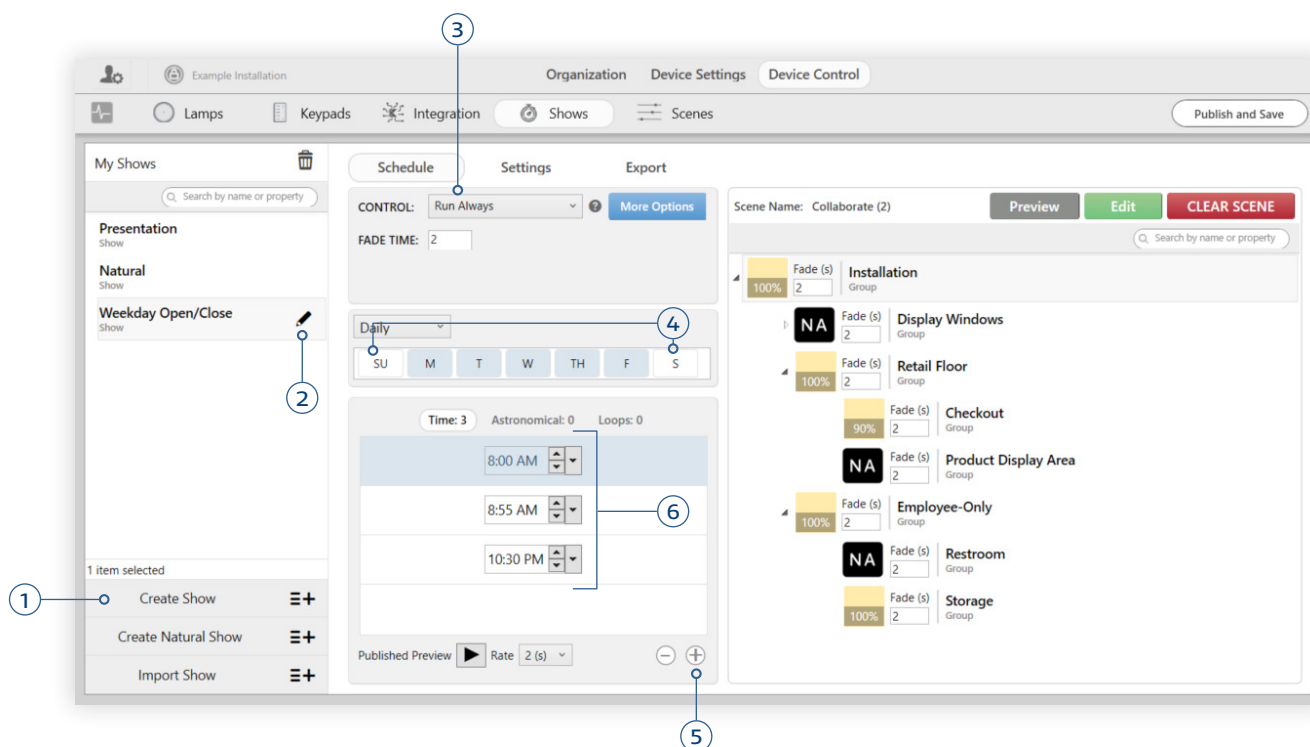 3
Example Installation
Organization Device Settings Device Control
Lamps Keypads Integration Shows Scenes Publish and Save
My Shows
Search by name or property
Presentation
Show
Natural
Show
Weekday Open/Close
Show
2
1 item selected
1
Create Show
Create Natural Show
Import Show
Schedule Settings Export
CONTROL: Run Always More Options
FADE TIME: 2
Daily
4
SU M T W TH F S
Time: 3 Astronomical: 0 Loops: 0
8:00 AM
8:55 AM
6
10:30 PM
Published Preview Rate 2 (s)
5
Scene Name: Collaborate (2) Preview Edit CLEAR SCENE
Search by name or property
100% Fade (s) 2 Installation
Group
NA Fade (s) 2 Display Windows
Group
100% Fade (s) 2 Retail Floor
Group
90% Fade (s) 2 Checkout
Group
NA Fade (s) 2 Product Display Area
Group
100% Fade (s) 2 Employee-Only
Group
NA Fade (s) 2 Restroom
Group
100% Fade (s) 2 Storage
Group